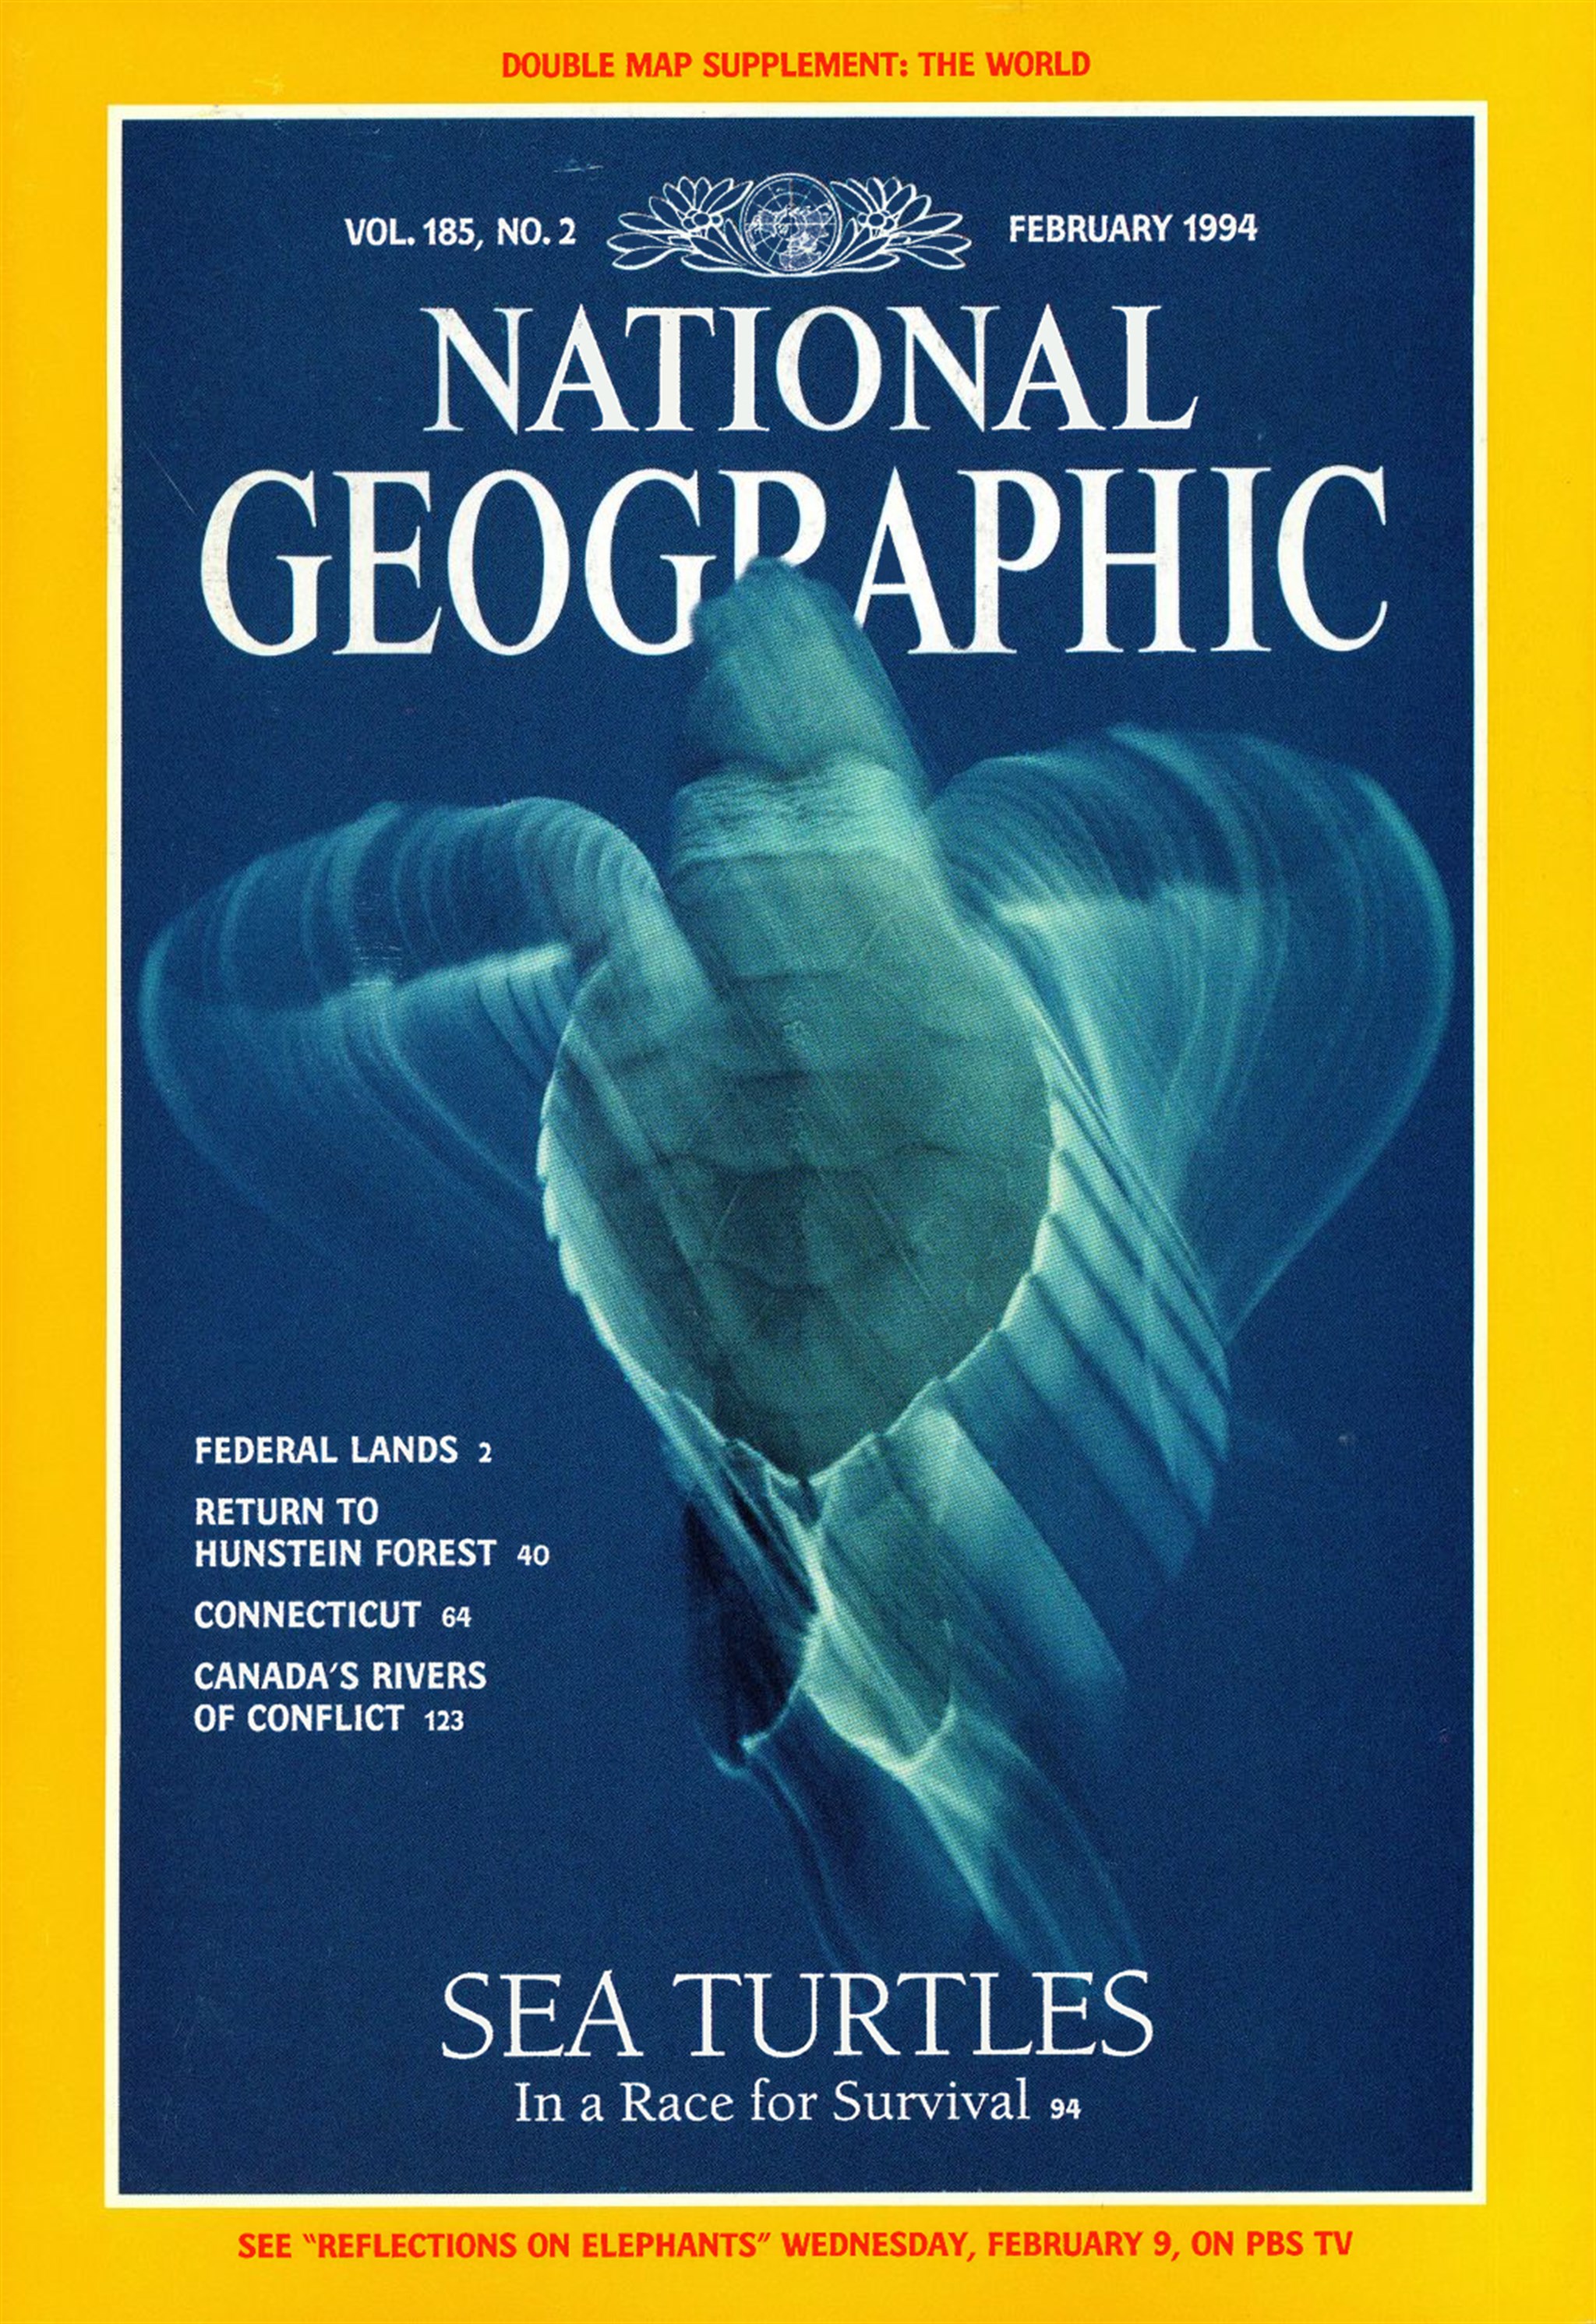 DOUBLE MAP SUPPLEMENT: THE WORLD
VOL. 185, NO. 2
FEBRUARY 1994
NATIONAL
GEOGRAPHIC
FEDERAL LANDS 2
RETURN TO
HUNSTEIN FOREST 40
CONNECTICUT 64
CANADA'S RIVERS
OF CONFLICT 123
SEA TURTLES
In a Race for Survival 94
SEE "REFLECTIONS ON ELEPHANTS" WEDNESDAY, FEBRUARY 9, ON PBS TV